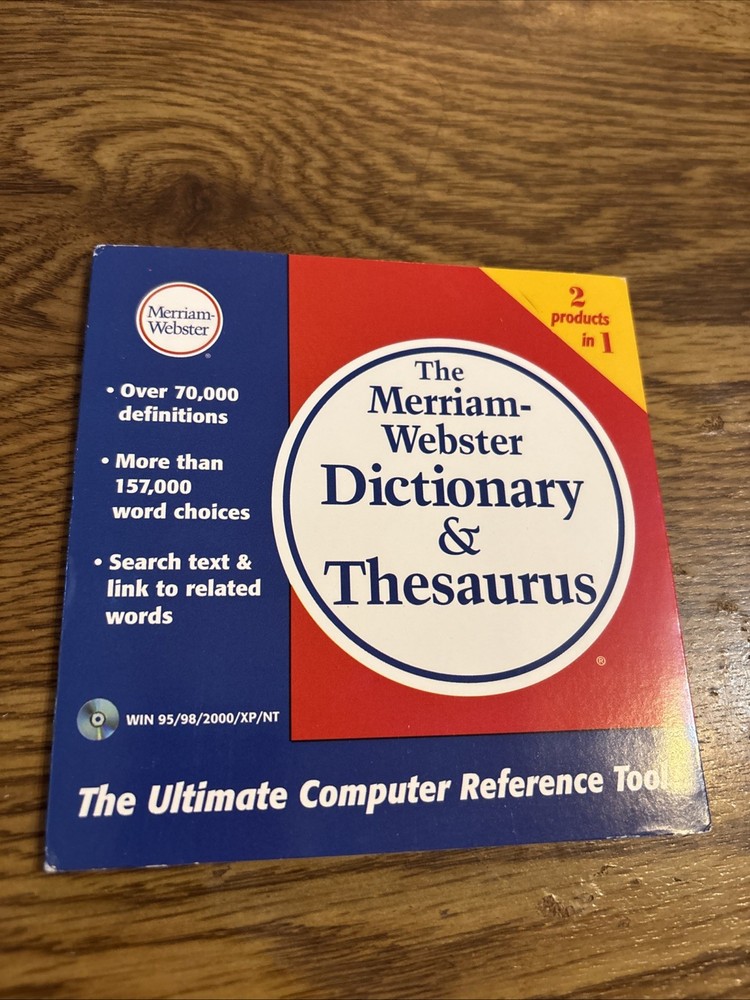 Merriam-
Webster
®
• Over 70,000
definitions
• More than
157,000
word choices
• Search text &
link to related
words
WIN 95/98/2000/XP/NT
2
products
in 1
The
Merriam-
Webster
Dictionary
&
Thesaurus
®
The Ultimate Computer Reference Tool